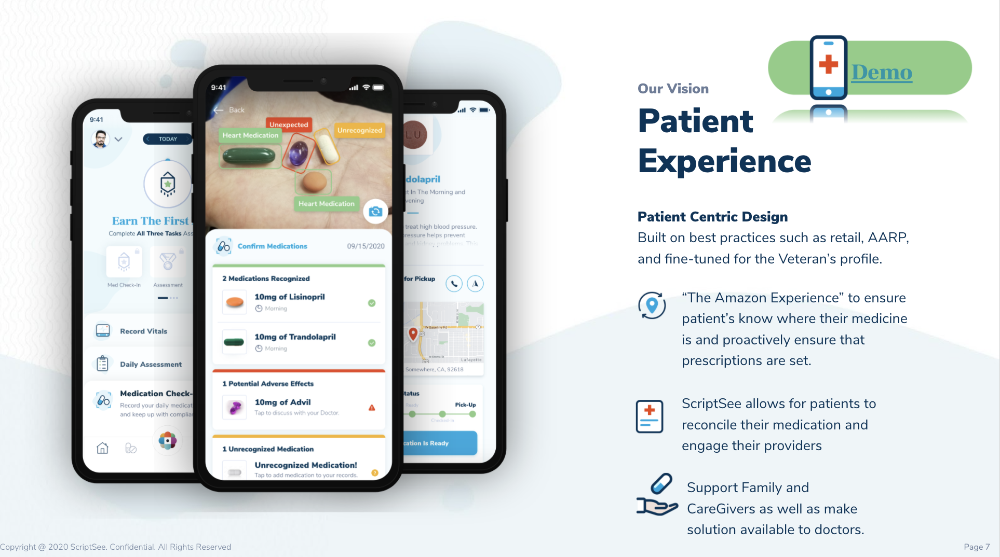 9:41
TODAY
Earn The First
Complete All Three Tasks Ass
Med Check-In
Assessment
Record Vitals
Daily Assessment
Medication Check-
Record your daily medicat
and keep up with complian
9:41
Back
Unexpected
Unrecognized
Heart Medication
Heart Medication
Confirm Medications
09/15/2020
2 Medications Recognized
10mg of Lisinopril
Morning
10mg of Trandolapril
Morning
1 Potential Adverse Effects
10mg of Advil
Tap to discuss with your Doctor.
1 Unrecognized Medication
Unrecognized Medication!
Tap to add medication to your records.
LU
dolapril
et In The Morning and
vening
treat high blood pressure.
ressure helps prevent
and kidney problems. This
for Pickup
W Baseline Rd
W Emma St
Lafayette
Somewhere, CA, 92618
tatus
Ready
Pick-Up
Checked-In
cation Is Ready
Demo
Our Vision
Patient
Experience
Patient Centric Design
Built on best practices such as retail, AARP,
and fine-tuned for the Veteran’s profile.
“The Amazon Experience” to ensure
patient’s know where their medicine
is and proactively ensure that
prescriptions are set.
ScriptSee allows for patients to
reconcile their medication and
engage their providers
Support Family and
CareGivers as well as make
solution available to doctors.
Copyright @ 2020 ScriptSee. Confidential. All Rights Reserved
Page 7